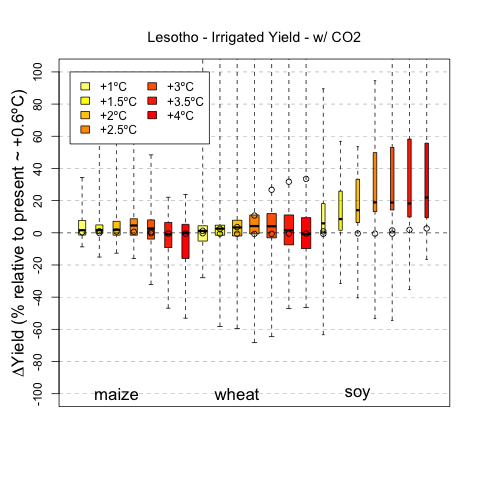 Lesotho - Irrigated Yield - w/ CO2
ΔYield (% relative to present ~ +0.6ºC)
100
80
60
40
20
0
-20
-40
-60
-80
-100
+1ºC
+1.5ºC
+2ºC
+2.5ºC
+3ºC
+3.5ºC
+4ºC
maize
wheat
soy